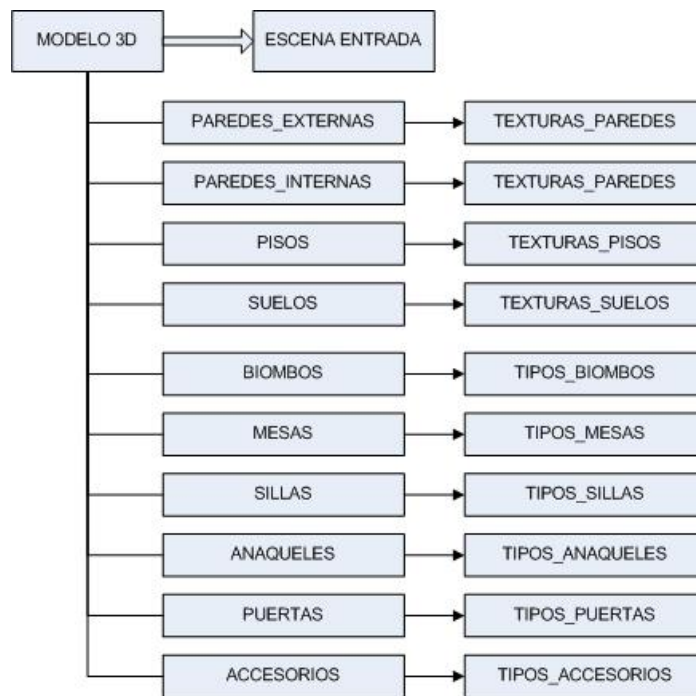 MODELO 3D
ESCENA ENTRADA
PAREDES_EXTERNAS
TEXTURAS_PAREDES
PAREDES_INTERNAS
TEXTURAS_PAREDES
PISOS
TEXTURAS_PISOS
SUELOS
TEXTURAS_SUELOS
BIOMBOS
TIPOS_BIOMBOS
MESAS
TIPOS_MESAS
SILLAS
TIPOS_SILLAS
ANAQUELES
TIPOS_ANAQUELES
PUERTAS
TIPOS_PUERTAS
ACCESORIOS
TIPOS_ACCESORIOS